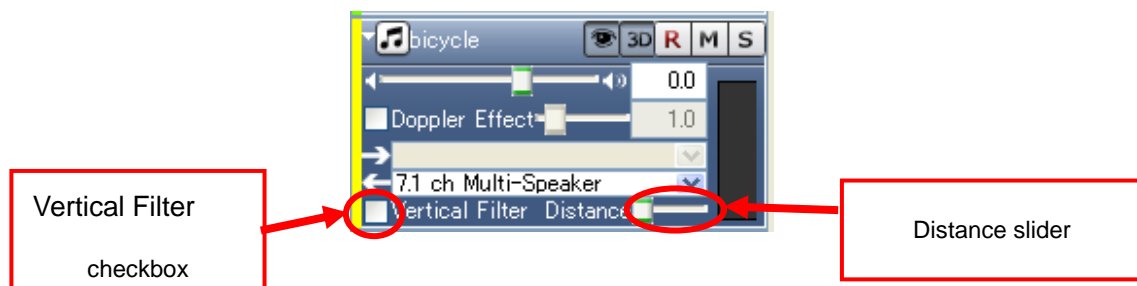 bicycle 3D R M S
0.0
Doppler Effect 1.0
7.1 ch Multi-Speaker
Vertical Filter Distance
Vertical Filter
checkbox
Distance slider